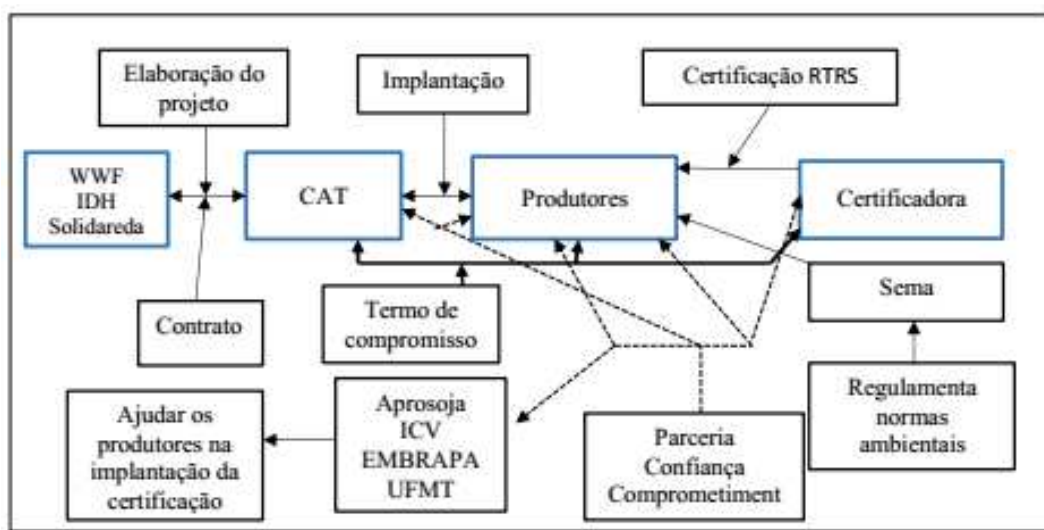 Elaboração do
projeto
Implantação
Certificação RTRS
WWF
IDH
Solidareda
CAT
Produtores
Certificadora
Contrato
Termo de
compromisso
Sema
Ajudar os
produtores na
implantação da
certificação
Aprosoja
ICV
EMBRAPA
UFMT
Parceria
Confiança
Comprometiment
Regulamenta
normas
ambientais